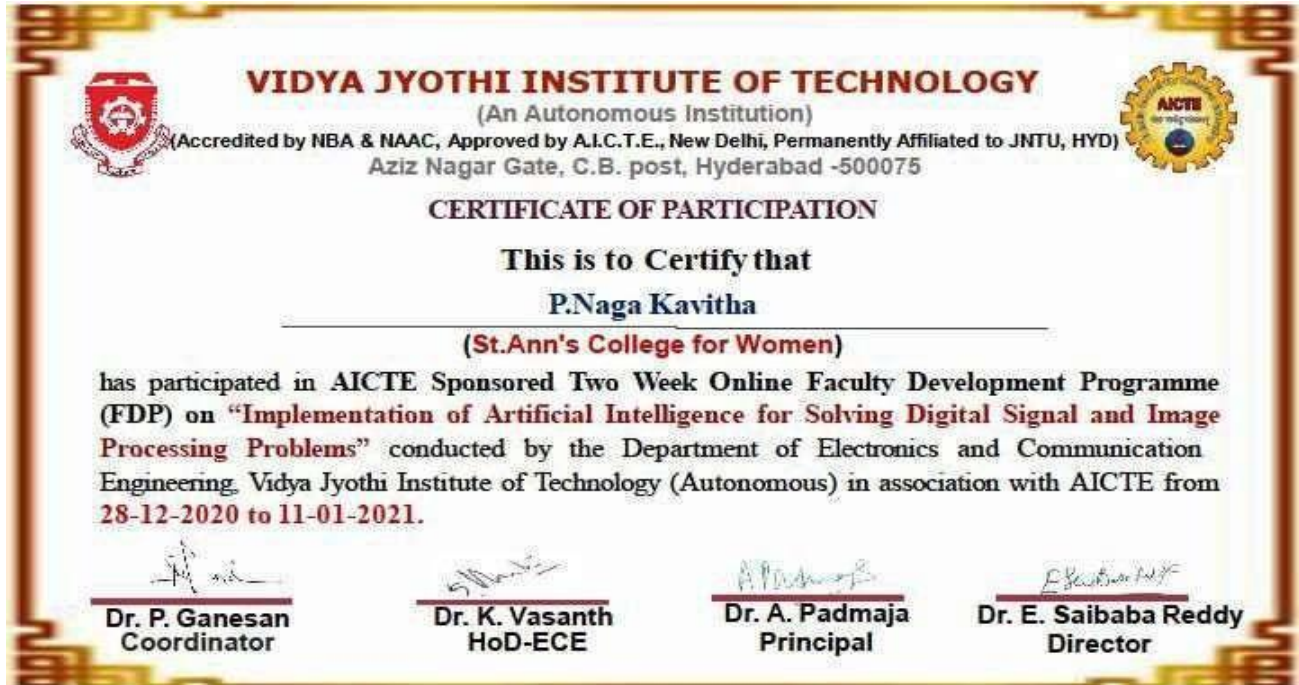 VIDYA JYOTHI INSTITUTE OF TECHNOLOGY
(An Autonomous Institution)
(Accredited by NBA & NAAC, Approved by A.I.C.T.E., New Delhi, Permanently Affiliated to JNTU, HYD)
Aziz Nagar Gate, C.B. post, Hyderabad -500075
AICTE
CERTIFICATE OF PARTICIPATION
This is to Certify that
P.Naga Kavitha
(St.Ann's College for Women)
has participated in AICTE Sponsored Two Week Online Faculty Development Programme
(FDP) on “Implementation of Artificial Intelligence for Solving Digital Signal and Image
Processing Problems” conducted by the Department of Electronics and Communication
Engineering, Vidya Jyothi Institute of Technology (Autonomous) in association with AICTE from
28-12-2020 to 11-01-2021.
Dr. P. Ganesan
Coordinator
Dr. K. Vasanth
HoD-ECE
Dr. A. Padmaja
Principal
Dr. E. Saibaba Reddy
Director